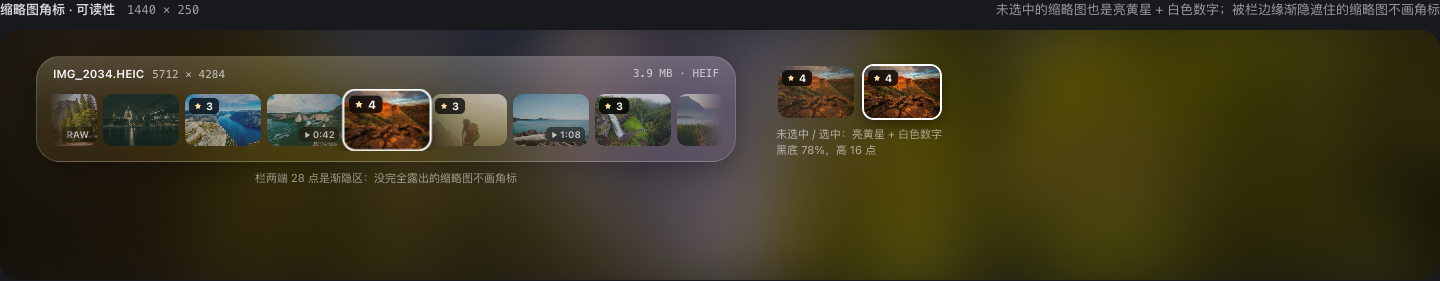 缩略图角标 · 可读性 1440 × 250
未选中的缩略图也是亮黄星 + 白色数字；被栏边缘渐隐遮住的缩略图不画角标
IMG_2034.HEIC 5712 × 4284
3.9 MB · HEIF
RAW
★ 3
▶ 0:42
★ 4
★ 3
▶ 1:08
★ 3
栏两端 28 点是渐隐区：没完全露出的缩略图不画角标
★ 4
★ 4
未选中 / 选中：亮黄星 + 白色数字
黑底 78%，高 16 点